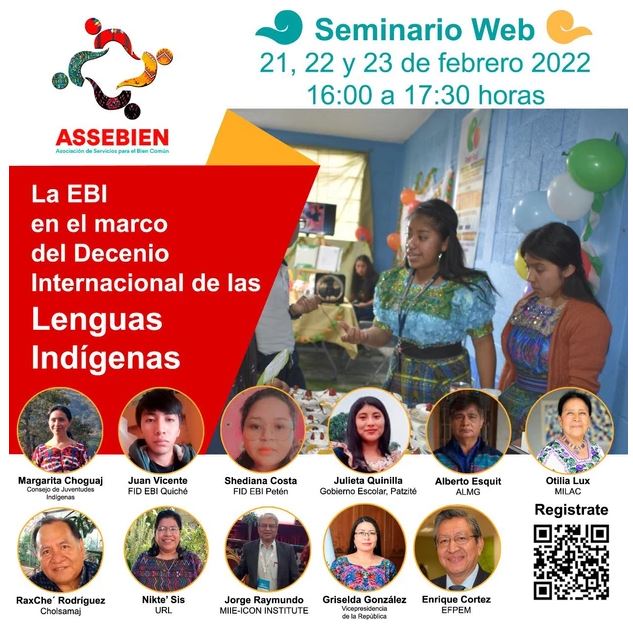 Seminario Web
21, 22 y 23 de febrero 2022
16:00 a 17:30 horas
ASSEBIEN
Asociación de Servicios para el Bien Común
La EBI
en el marco
del Decenio
Internacional de las
Lenguas
Indígenas
Margarita Choguaj
Consejo de Juventudes
Indígenas
Juan Vicente
FID EBI Quiché
Shediana Costa
FID EBI Petén
Julieta Quinilla
Gobierno Escolar, Patzité
Alberto Esquit
ALMG
Otilia Lux
MILAC
Registrate
RaxChe´ Rodríguez
Cholsamaj
Nikte' Sis
URL
Jorge Raymundo
MIIE-ICON INSTITUTE
Griselda González
Vicepresidencia
de la República
Enrique Cortez
EFPEM